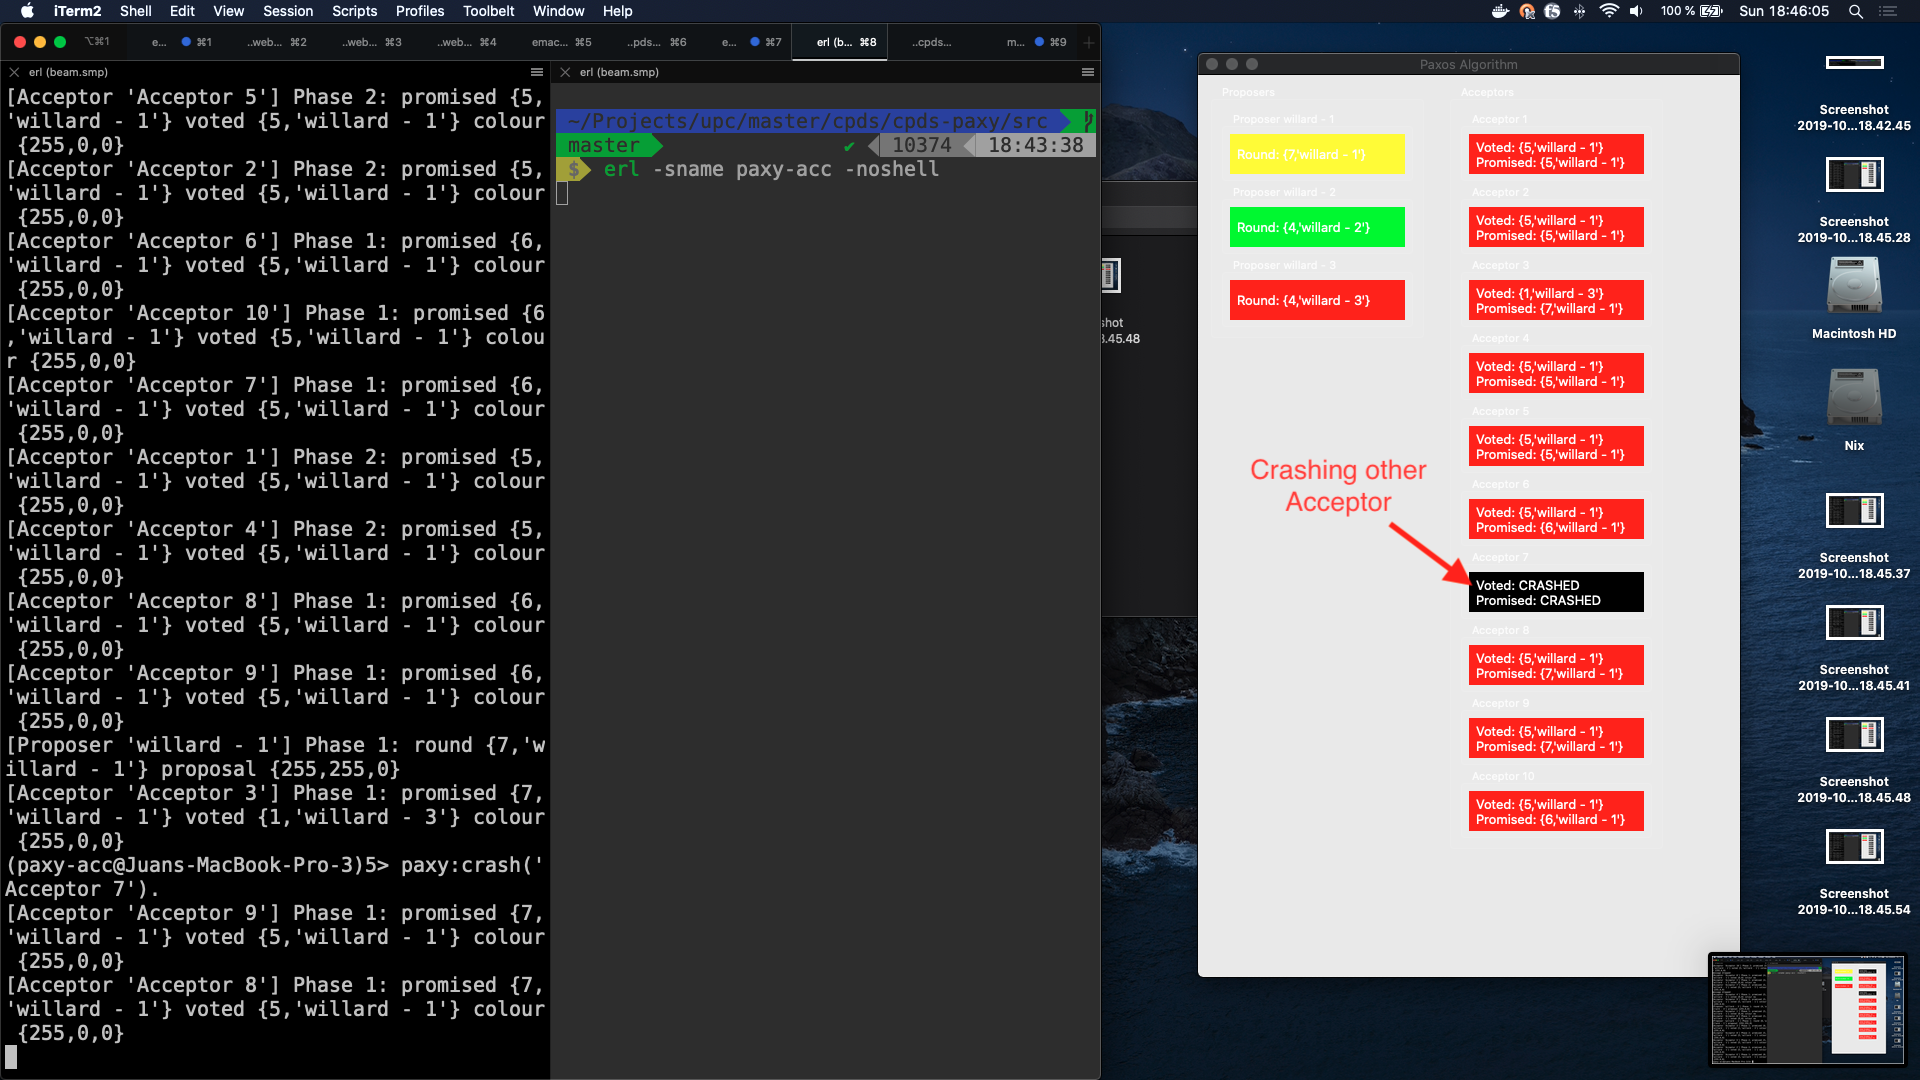 iTerm2 Shell Edit View Session Scripts Profiles Toolbelt Window Help 100 % Sun 18:46:05
⌥⌘1 e... ⌘1 ..web... ⌘2 ..web... ⌘3 ..web... ⌘4 emac... ⌘5 ..pds... ⌘6 e... ⌘7 erl (b... ⌘8 ..cpds... m... ⌘9
erl (beam.smp)
[Acceptor 'Acceptor 5'] Phase 2: promised {5,
'willard - 1'} voted {5,'willard - 1'} colour
{255,0,0}
[Acceptor 'Acceptor 2'] Phase 2: promised {5,
'willard - 1'} voted {5,'willard - 1'} colour
{255,0,0}
[Acceptor 'Acceptor 6'] Phase 1: promised {6,
'willard - 1'} voted {5,'willard - 1'} colour
{255,0,0}
[Acceptor 'Acceptor 10'] Phase 1: promised {6
,'willard - 1'} voted {5,'willard - 1'} colou
r {255,0,0}
[Acceptor 'Acceptor 7'] Phase 1: promised {6,
'willard - 1'} voted {5,'willard - 1'} colour
{255,0,0}
[Acceptor 'Acceptor 1'] Phase 2: promised {5,
'willard - 1'} voted {5,'willard - 1'} colour
{255,0,0}
[Acceptor 'Acceptor 4'] Phase 2: promised {5,
'willard - 1'} voted {5,'willard - 1'} colour
{255,0,0}
[Acceptor 'Acceptor 8'] Phase 1: promised {6,
'willard - 1'} voted {5,'willard - 1'} colour
{255,0,0}
[Acceptor 'Acceptor 9'] Phase 1: promised {6,
'willard - 1'} voted {5,'willard - 1'} colour
{255,0,0}
[Proposer 'willard - 1'] Phase 1: round {7,'w
illard - 1'} proposal {255,255,0}
[Acceptor 'Acceptor 3'] Phase 1: promised {7,
'willard - 1'} voted {1,'willard - 3'} colour
{255,0,0}
(paxy-acc@Juans-MacBook-Pro-3)5> paxy:crash('
Acceptor 7').
[Acceptor 'Acceptor 9'] Phase 1: promised {7,
'willard - 1'} voted {5,'willard - 1'} colour
{255,0,0}
[Acceptor 'Acceptor 8'] Phase 1: promised {7,
'willard - 1'} voted {5,'willard - 1'} colour
{255,0,0}
erl (beam.smp)
~/Projects/upc/master/cpds/cpds-paxy/src
master ✔ 10374 18:43:38
$ erl -sname paxy-acc -noshell
shot
.45.48
Paxos Algorithm
Proposers
Proposer willard - 1
Round: {7,'willard - 1'}
Proposer willard - 2
Round: {4,'willard - 2'}
Proposer willard - 3
Round: {4,'willard - 3'}
Crashing other
Acceptor
Acceptors
Acceptor 1
Voted: {5,'willard - 1'}
Promised: {5,'willard - 1'}
Acceptor 2
Voted: {5,'willard - 1'}
Promised: {5,'willard - 1'}
Acceptor 3
Voted: {1,'willard - 3'}
Promised: {7,'willard - 1'}
Acceptor 4
Voted: {5,'willard - 1'}
Promised: {5,'willard - 1'}
Acceptor 5
Voted: {5,'willard - 1'}
Promised: {5,'willard - 1'}
Acceptor 6
Voted: {5,'willard - 1'}
Promised: {6,'willard - 1'}
Acceptor 7
Voted: CRASHED
Promised: CRASHED
Acceptor 8
Voted: {5,'willard - 1'}
Promised: {7,'willard - 1'}
Acceptor 9
Voted: {5,'willard - 1'}
Promised: {7,'willard - 1'}
Acceptor 10
Voted: {5,'willard - 1'}
Promised: {6,'willard - 1'}
Screenshot
2019-10...18.42.45
Screenshot
2019-10...18.45.28
Macintosh HD
Nix
Screenshot
2019-10...18.45.37
Screenshot
2019-10...18.45.41
Screenshot
2019-10...18.45.48
Screenshot
2019-10...18.45.54